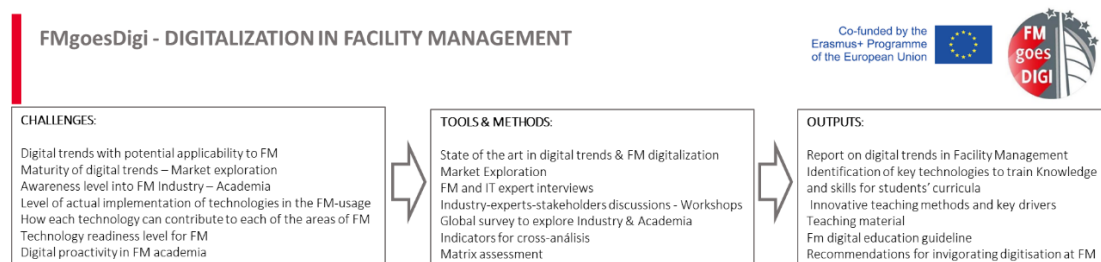 FMgoesDigi - DIGITALIZATION IN FACILITY MANAGEMENT
Co-funded by the
Erasmus+ Programme
of the European Union
FM
goes
DIGI
CHALLENGES:
Digital trends with potential applicability to FM
Maturity of digital trends – Market exploration
Awareness level into FM Industry – Academia
Level of actual implementation of technologies in the FM-usage
How each technology can contribute to each of the areas of FM
Technology readiness level for FM
Digital proactivity in FM academia
TOOLS & METHODS:
State of the art in digital trends & FM digitalization
Market Exploration
FM and IT expert interviews
Industry-experts-stakeholders discussions - Workshops
Global survey to explore Industry & Academia
Indicators for cross-análisis
Matrix assessment
OUTPUTS:
Report on digital trends in Facility Management
Identification of key technologies to train Knowledge
and skills for students' curricula
Innovative teaching methods and key drivers
Teaching material
Fm digital education guideline
Recommendations for invigorating digitisation at FM